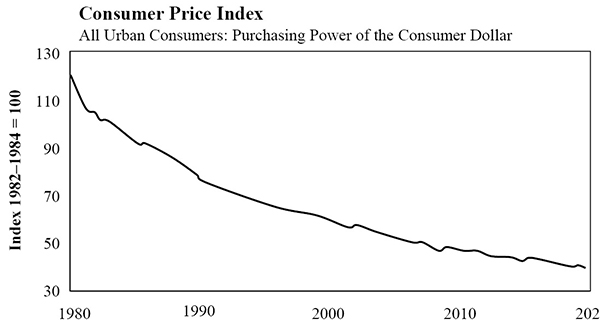 Consumer Price Index
All Urban Consumers: Purchasing Power of the Consumer Dollar
Index 1982–1984 = 100
130
110
90
70
50
30
1980 1990 2000 2010 202